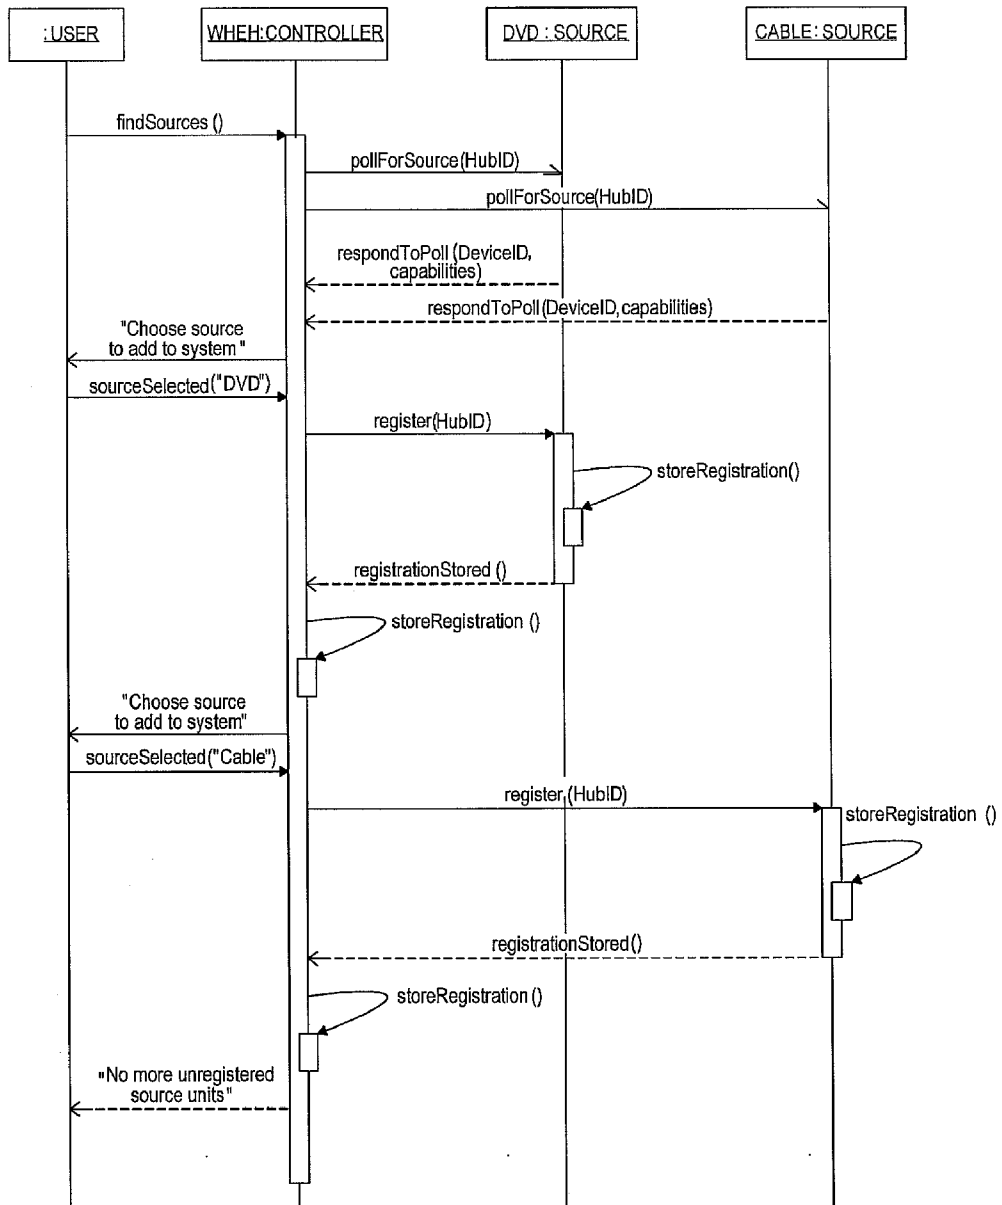 :USER
WHEH:CONTROLLER
DVD : SOURCE
CABLE: SOURCE
findSources ()
pollForSource (HubID)
pollForSource(HubID)
respondToPoll (DeviceID,
capabilities)
respondToPoll (DeviceID, capabilities)
"Choose source
to add to system "
sourceSelected ("DVD")
register(HubID)
storeRegistration()
registrationStored ()
storeRegistration ()
"Choose source
to add to system"
sourceSelected ("Cable")
register (HubID)
storeRegistration ()
registrationStored ()
storeRegistration ()
"No more unregistered
source units"